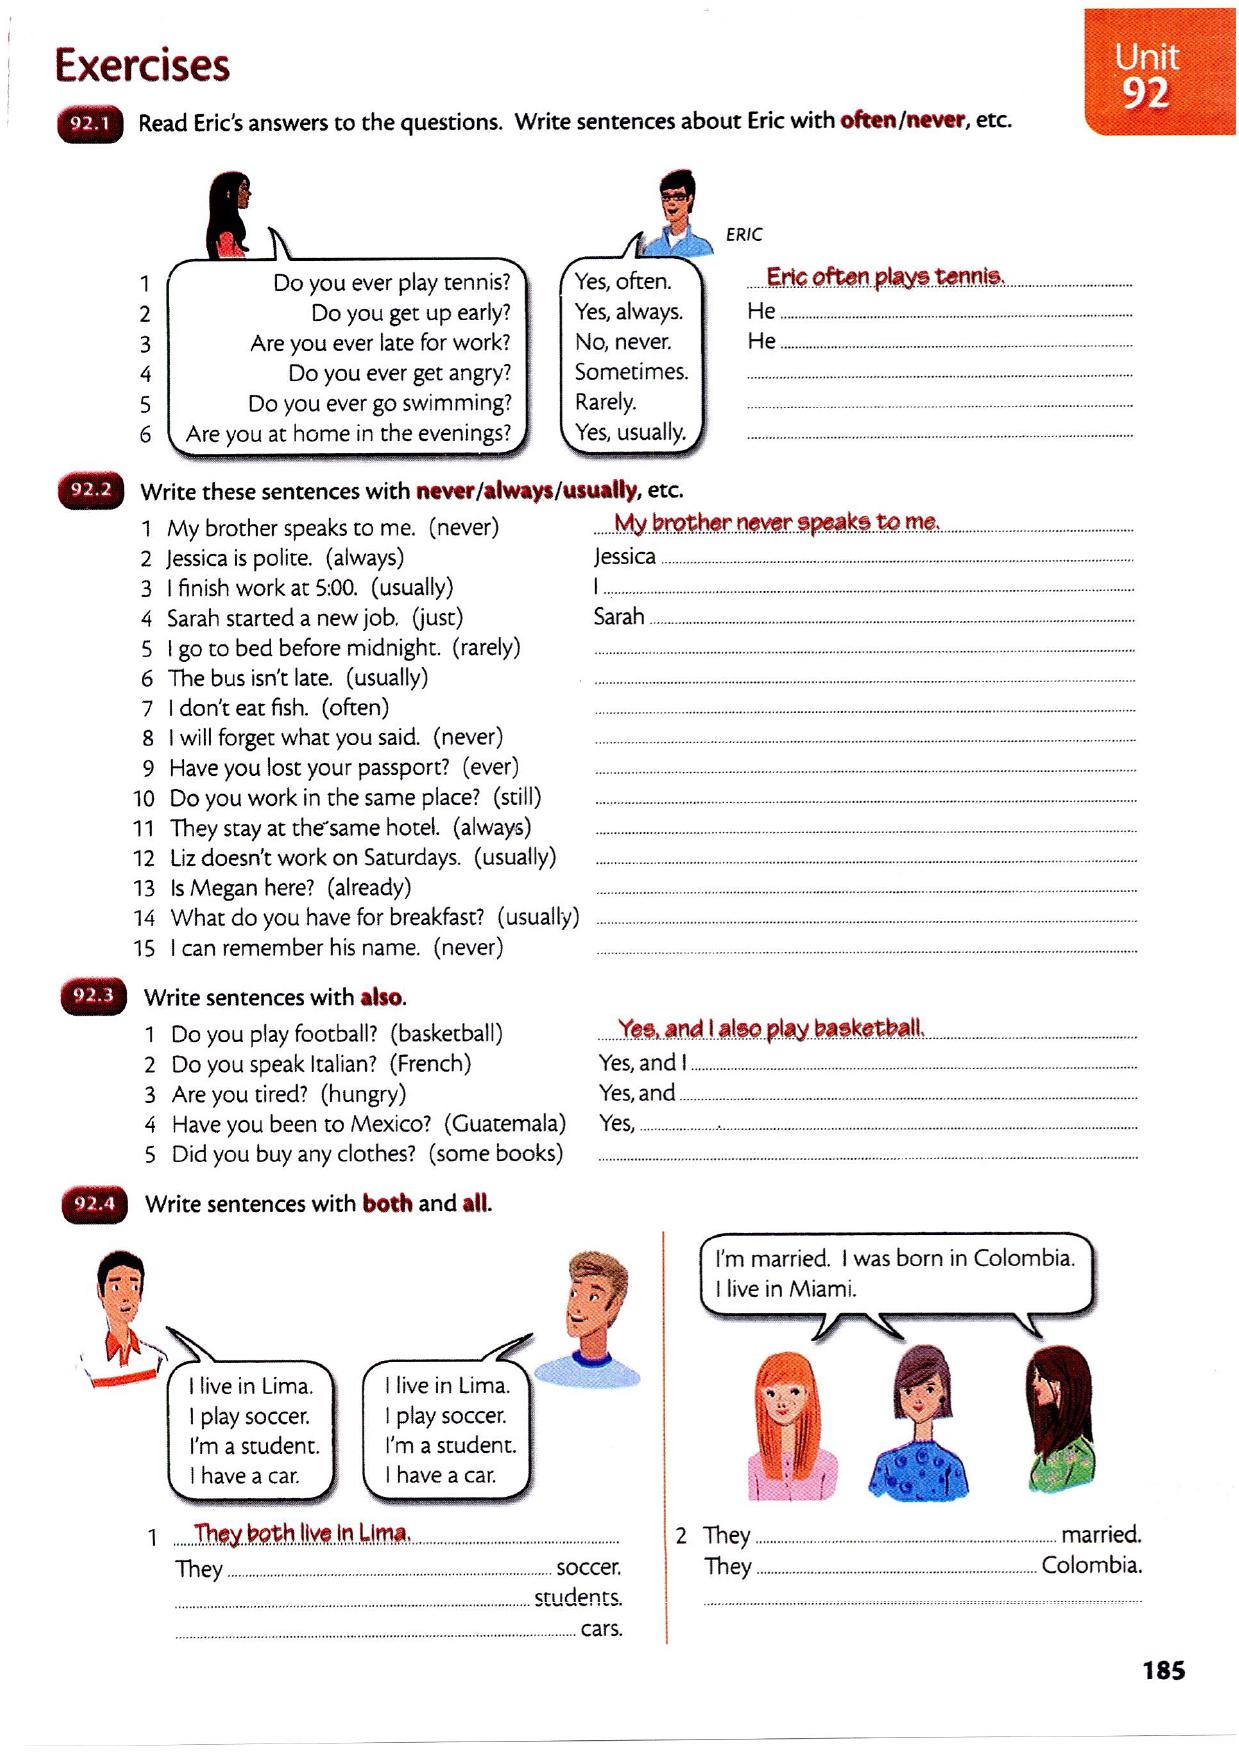 Exercises
Unit
92
92.1 Read Eric's answers to the questions. Write sentences about Eric with often/never, etc.
ERIC
1 Do you ever play tennis? Yes, often. Eric often plays tennis.
2 Do you get up early? Yes, always. He
3 Are you ever late for work? No, never. He
4 Do you ever get angry? Sometimes.
5 Do you ever go swimming? Rarely.
6 Are you at home in the evenings? Yes, usually.
92.2 Write these sentences with never/always/usually, etc.
1 My brother speaks to me. (never) My brother never speaks to me.
2 Jessica is polite. (always) Jessica
3 I finish work at 5:00. (usually) I
4 Sarah started a new job. (just) Sarah
5 I go to bed before midnight. (rarely)
6 The bus isn't late. (usually)
7 I don't eat fish. (often)
8 I will forget what you said. (never)
9 Have you lost your passport? (ever)
10 Do you work in the same place? (still)
11 They stay at the same hotel. (always)
12 Liz doesn't work on Saturdays. (usually)
13 Is Megan here? (already)
14 What do you have for breakfast? (usually)
15 I can remember his name. (never)
92.3 Write sentences with also.
1 Do you play football? (basketball) Yes, and I also play basketball.
2 Do you speak Italian? (French) Yes, and I
3 Are you tired? (hungry) Yes, and
4 Have you been to Mexico? (Guatemala) Yes,
5 Did you buy any clothes? (some books)
92.4 Write sentences with both and all.
I live in Lima.
I play soccer.
I'm a student.
I have a car.
I live in Lima.
I play soccer.
I'm a student.
I have a car.
1 They both live in Lima.
They soccer.
students.
cars.
I'm married. I was born in Colombia.
I live in Miami.
2 They married.
They Colombia.
185